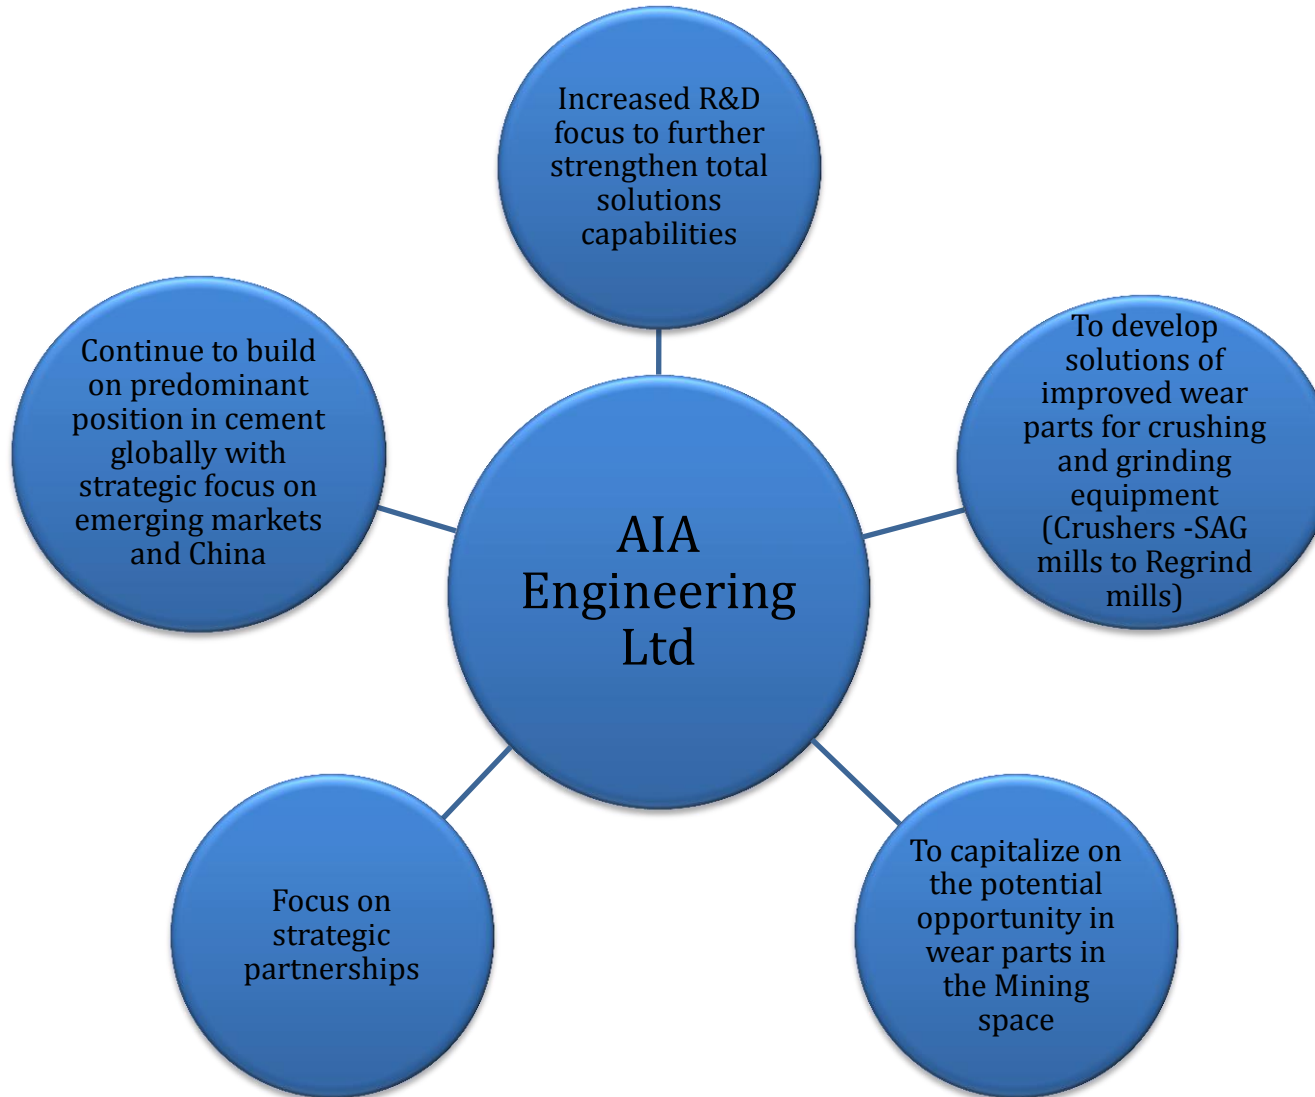 Increased R&D
focus to further
strengthen total
solutions
capabilities
To develop
solutions of
improved wear
parts for crushing
and grinding
equipment
(Crushers -SAG
mills to Regrind
mills)
To capitalize on
the potential
opportunity in
wear parts in
the Mining
space
Focus on
strategic
partnerships
Continue to build
on predominant
position in cement
globally with
strategic focus on
emerging markets
and China
AIA
Engineering
Ltd